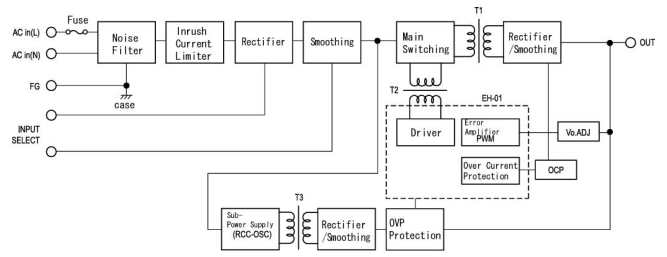 Fuse
AC in(L)
AC in(N)
FG
INPUT
SELECT
Noise
Filter
case
Inrush
Current
Limiter
Rectifier
Smoothing
Main
Switching
T1
Rectifier
/Smoothing
OUT
T2
EH-01
Driver
Error
Amplifier
PWM
Vo.ADJ
Over Current
Protection
OCP
Sub-
Power Supply
(RCC-OSC)
T3
Rectifier
/Smoothing
OVP
Protection